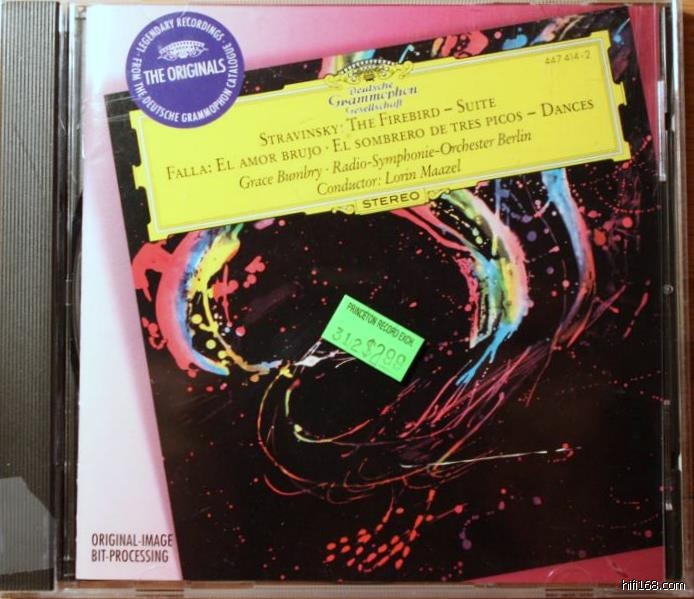 LEGENDARY RECORDINGS
THE ORIGINALS
FROM THE DEUTSCHE GRAMMOPHON CATALOGUE
447 414-2
Deutsche
Grammophon
Gesellschaft
STRAVINSKY: THE FIREBIRD – SUITE
FALLA: EL AMOR BRUJO · EL SOMBRERO DE TRES PICOS – DANCES
Grace Bumbry · Radio-Symphonie-Orchester Berlin
Conductor: Lorin Maazel
STEREO
PRINCETON RECORD EXCH.
312 $2.99
ORIGINAL-IMAGE
BIT-PROCESSING
hifi168.com